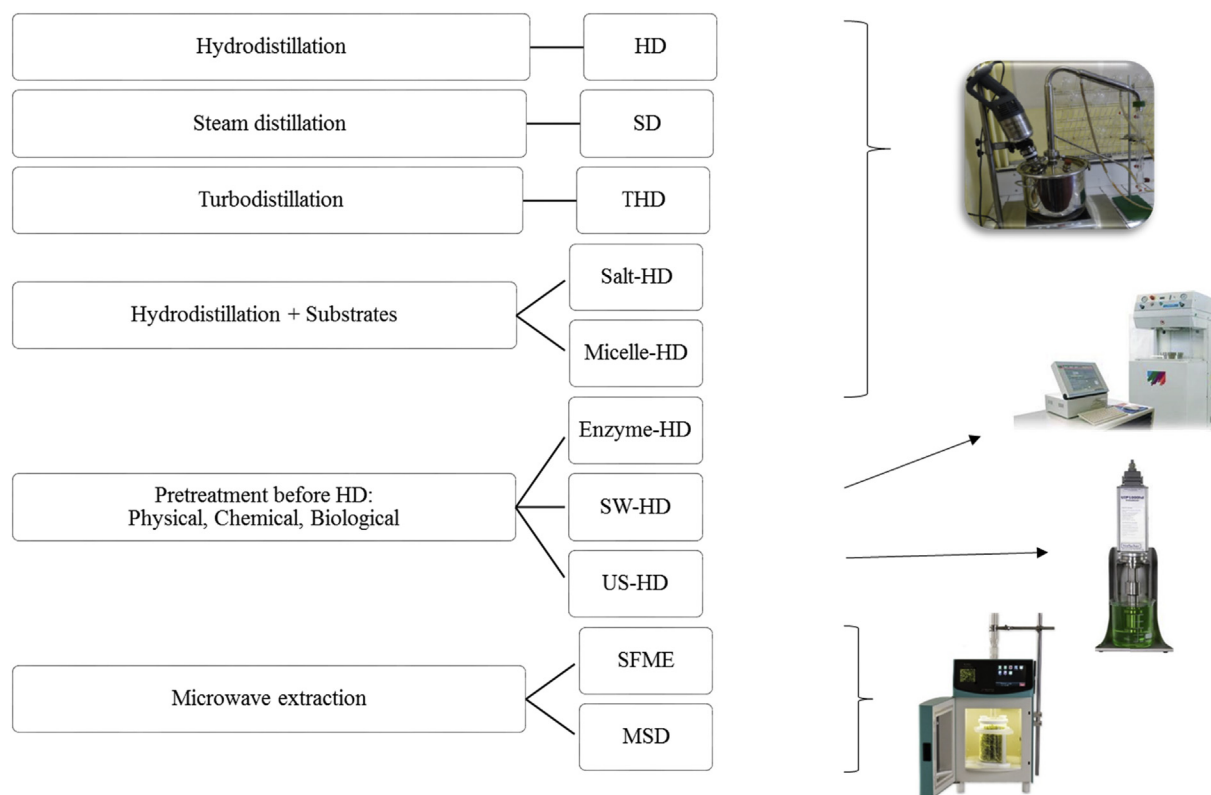 Hydrodistillation
HD
Steam distillation
SD
Turbodistillation
THD
Hydrodistillation + Substrates
Salt-HD
Micelle-HD
Pretreatment before HD:
Physical, Chemical, Biological
Enzyme-HD
SW-HD
US-HD
Microwave extraction
SFME
MSD